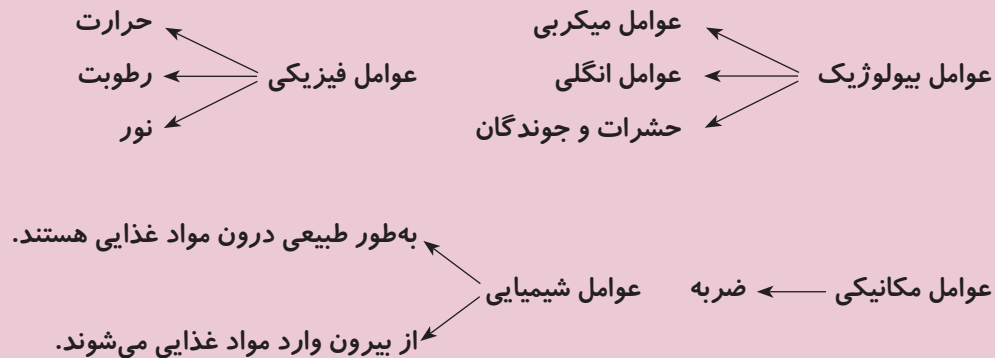 عوامل بیولوژیک
عوامل میکربی
عوامل انگلی
حشرات و جوندگان
عوامل فیزیکی
حرارت
رطوبت
نور
عوامل مکانیکی
ضربه
عوامل شیمیایی
به‌طور طبیعی درون مواد غذایی هستند.
از بیرون وارد مواد غذایی می‌شوند.